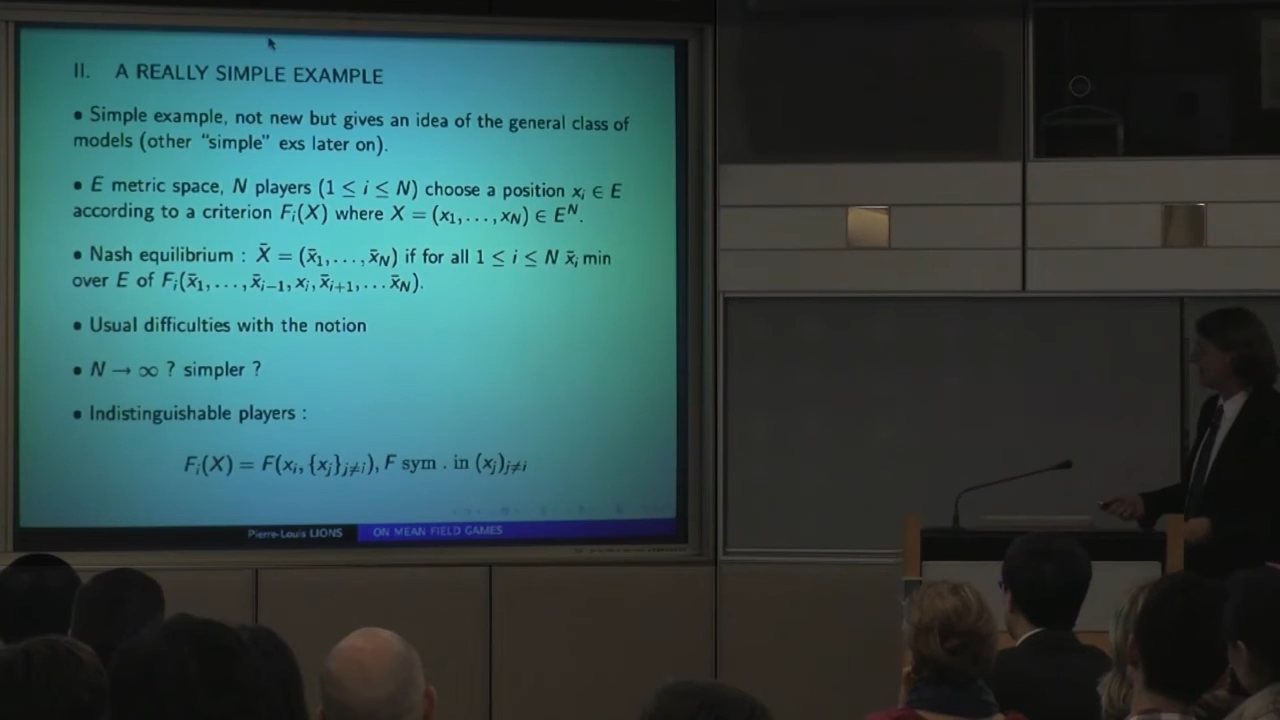 II. A REALLY SIMPLE EXAMPLE
• Simple example, not new but gives an idea of the general class of
models (other "simple" exs later on).
• E metric space, N players (1 ≤ i ≤ N) choose a position xᵢ ∈ E
according to a criterion Fᵢ(X) where X = (x₁, . . . , x_N) ∈ Eᴺ.
• Nash equilibrium : X̄ = (x̄₁, . . . , x̄_N) if for all 1 ≤ i ≤ N x̄ᵢ min
over E of Fᵢ(x̄₁, . . . , x̄ᵢ₋₁, xᵢ, x̄ᵢ₊₁, . . . x̄_N).
• Usual difficulties with the notion
• N → ∞ ? simpler ?
• Indistinguishable players :
Fᵢ(X) = F(xᵢ, {xⱼ}ⱼ≠ᵢ), F sym . in (xⱼ)ⱼ≠ᵢ
Pierre-Louis LIONS ON MEAN FIELD GAMES